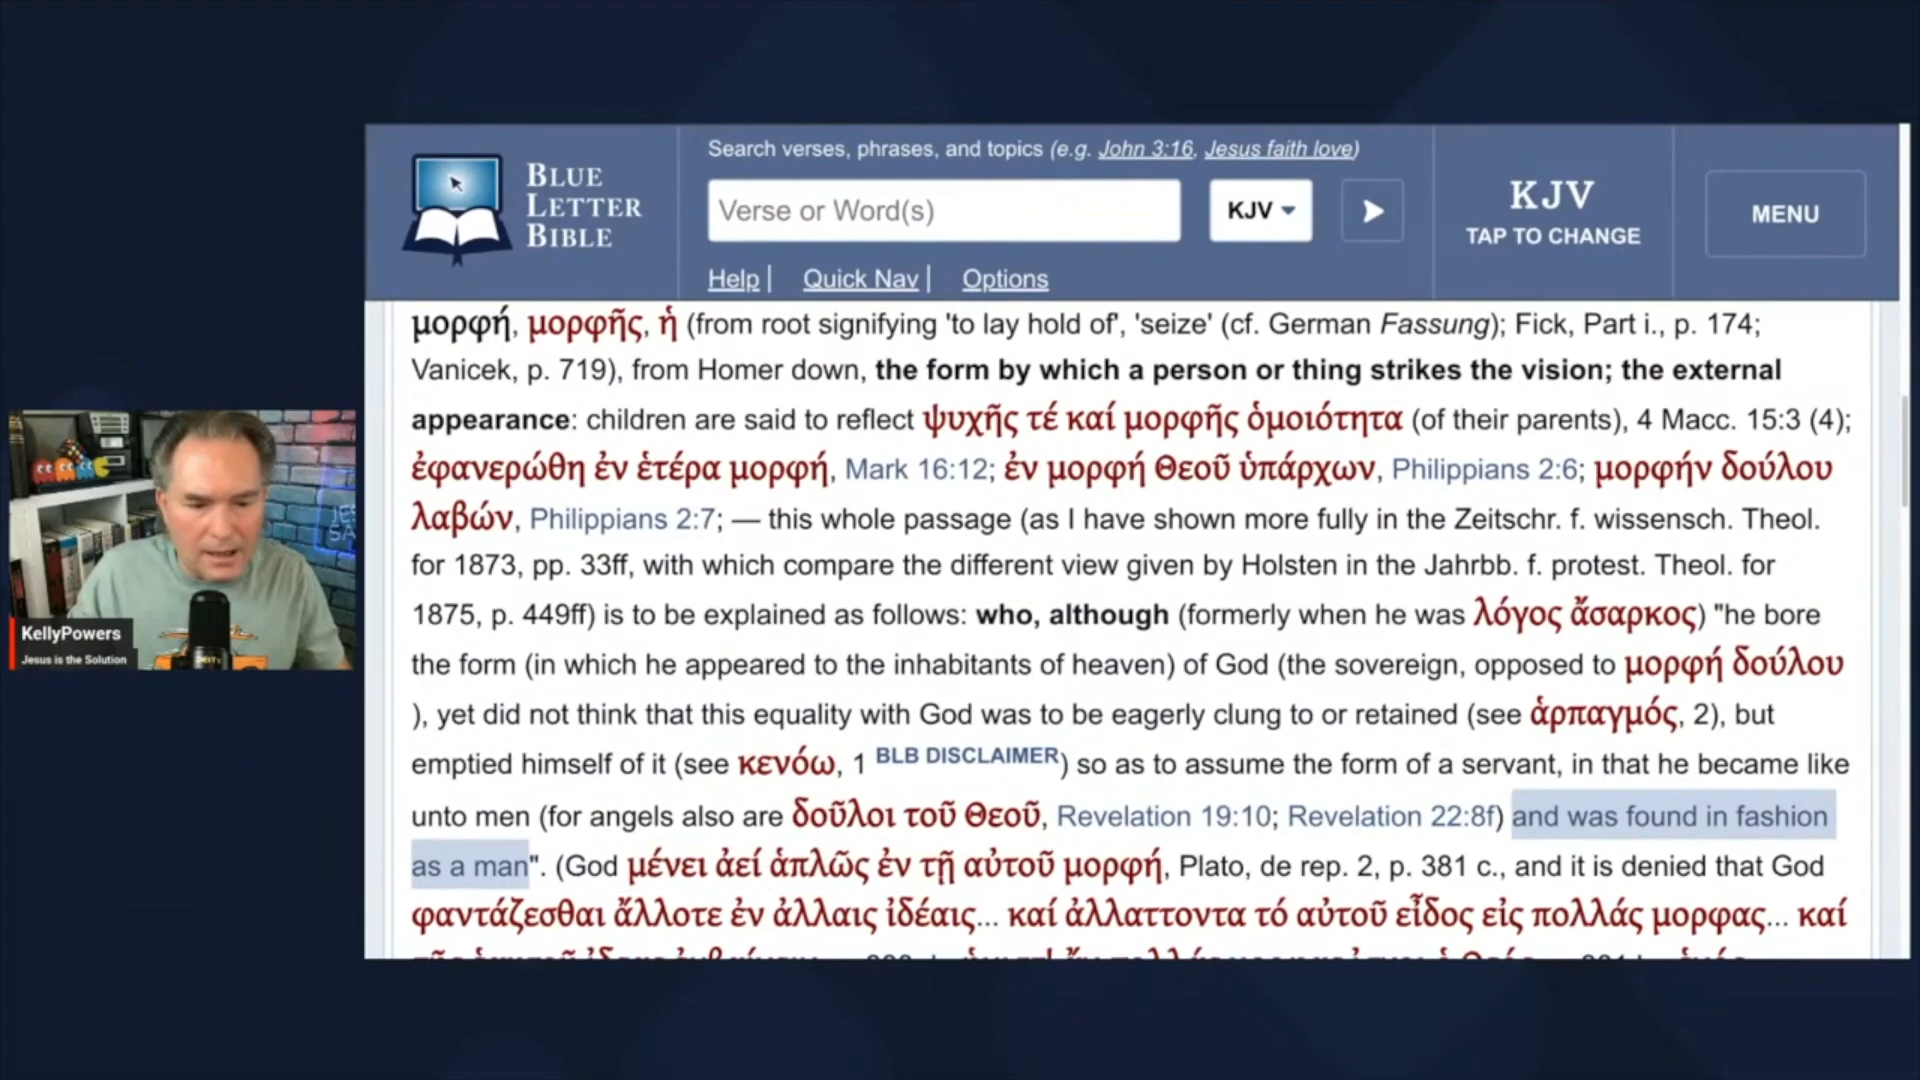 BLUE
LETTER
BIBLE
Search verses, phrases, and topics (e.g. John 3:16, Jesus faith love)
Verse or Word(s)
KJV
Help | Quick Nav | Options
KJV
TAP TO CHANGE
MENU
μορφή, μορφῆς, ἡ (from root signifying 'to lay hold of', 'seize' (cf. German Fassung); Fick, Part i., p. 174;
Vanicek, p. 719), from Homer down, the form by which a person or thing strikes the vision; the external
appearance: children are said to reflect ψυχῆς τέ καί μορφῆς ὁμοιότητα (of their parents), 4 Macc. 15:3 (4);
ἐφανερώθη ἐν ἑτέρα μορφή, Mark 16:12; ἐν μορφή Θεοῦ ὑπάρχων, Philippians 2:6; μορφήν δούλου
λαβών, Philippians 2:7; — this whole passage (as I have shown more fully in the Zeitschr. f. wissensch. Theol.
for 1873, pp. 33ff, with which compare the different view given by Holsten in the Jahrbb. f. protest. Theol. for
1875, p. 449ff) is to be explained as follows: who, although (formerly when he was λόγος ἄσαρκος) "he bore
the form (in which he appeared to the inhabitants of heaven) of God (the sovereign, opposed to μορφή δούλου
), yet did not think that this equality with God was to be eagerly clung to or retained (see ἁρπαγμός, 2), but
emptied himself of it (see κενόω, 1 BLB DISCLAIMER) so as to assume the form of a servant, in that he became like
unto men (for angels also are δοῦλοι τοῦ Θεοῦ, Revelation 19:10; Revelation 22:8f) and was found in fashion
as a man". (God μένει ἀεί ἁπλῶς ἐν τῇ αὐτοῦ μορφή, Plato, de rep. 2, p. 381 c., and it is denied that God
φαντάζεσθαι ἄλλοτε ἐν ἀλλαις ἰδέαις... καί ἀλλαττοντα τό αὐτοῦ εἶδος εἰς πολλάς μορφας... καί
KellyPowers
Jesus is the Solution